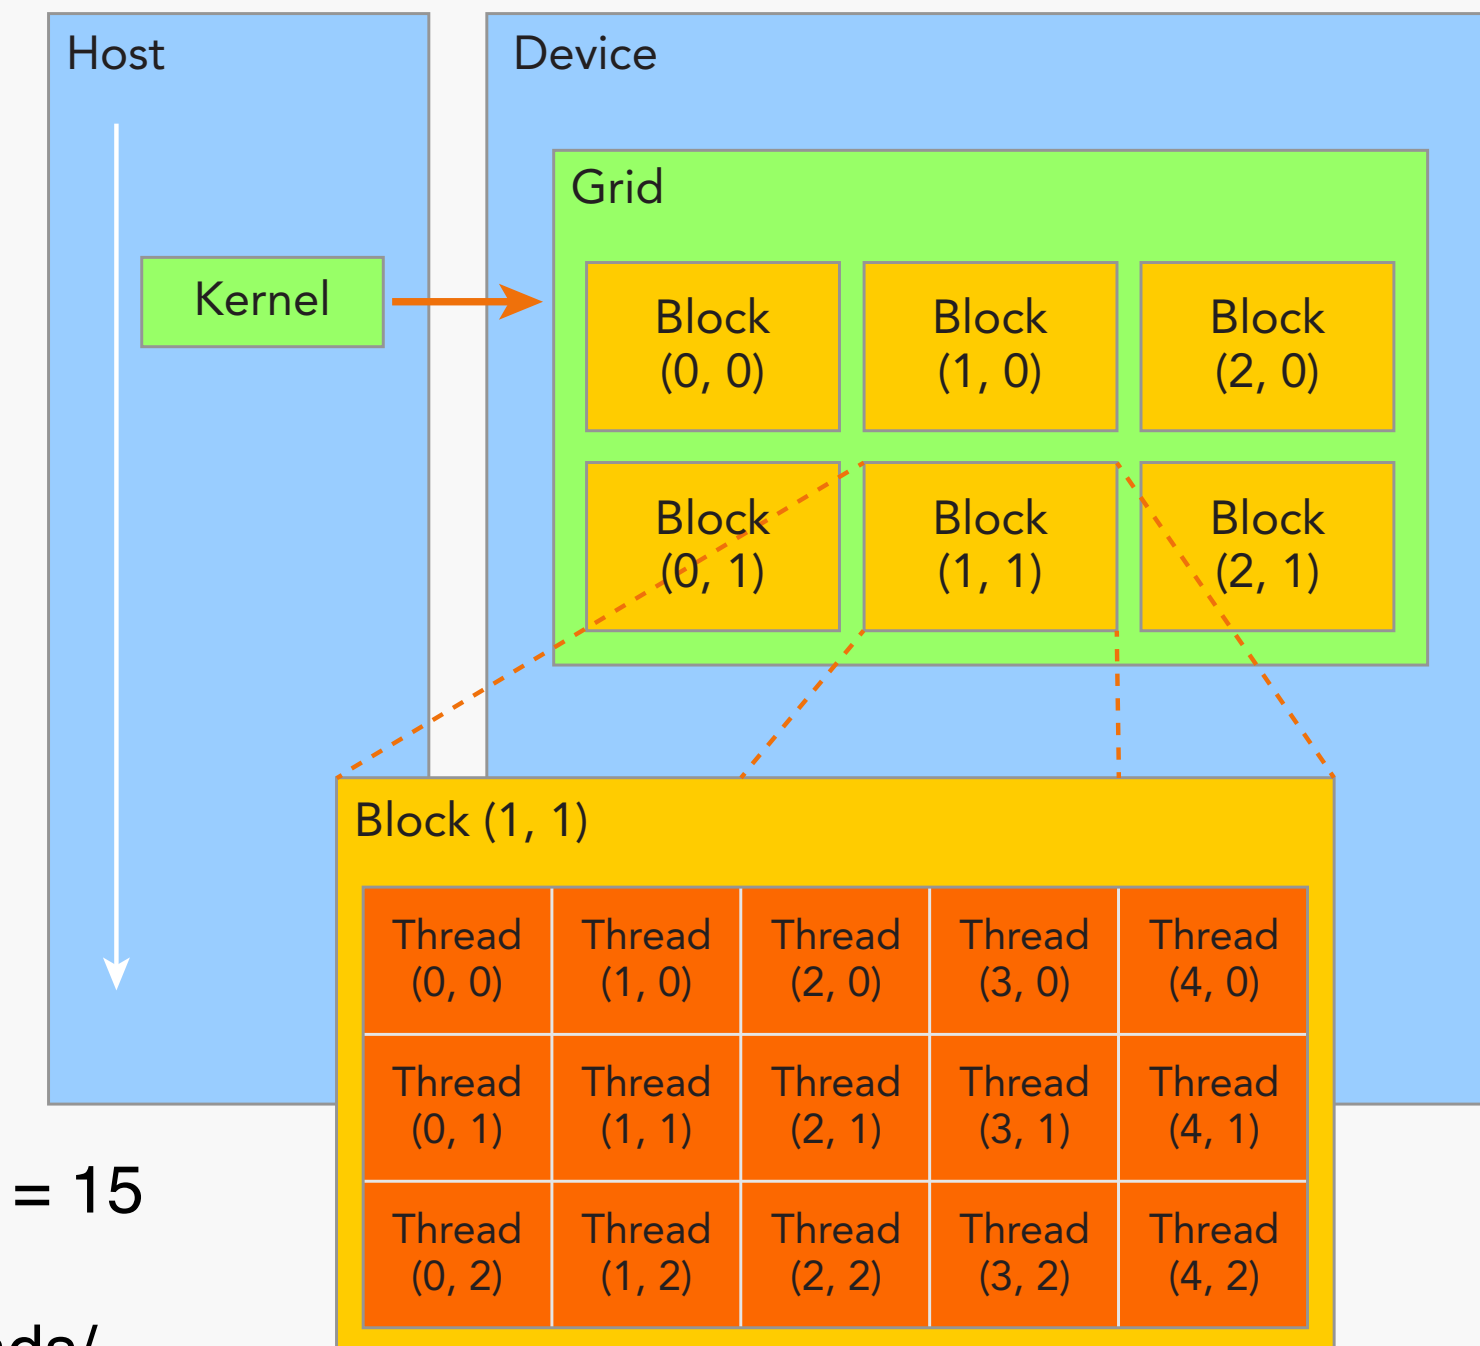 Host
Device
Grid
Kernel
Block
(0, 0)
Block
(1, 0)
Block
(2, 0)
Block
(0, 1)
Block
(1, 1)
Block
(2, 1)
Block (1, 1)
Thread
(0, 0)
Thread
(1, 0)
Thread
(2, 0)
Thread
(3, 0)
Thread
(4, 0)
Thread
(0, 1)
Thread
(1, 1)
Thread
(2, 1)
Thread
(3, 1)
Thread
(4, 1)
= 15
Thread
(0, 2)
Thread
(1, 2)
Thread
(2, 2)
Thread
(3, 2)
Thread
(4, 2)